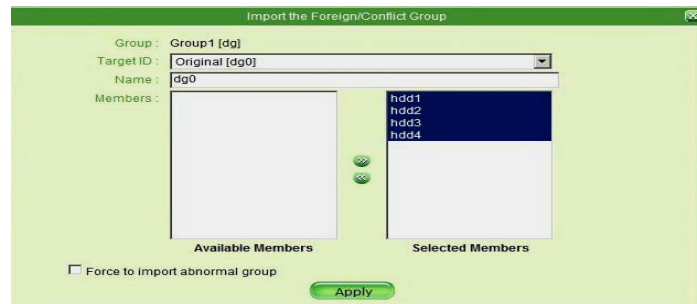 Import the Foreign/Conflict Group
Group : Group1 [dg]
Target ID : Original [dg0]
Name : dg0
Members :
hdd1
hdd2
hdd3
hdd4
Available Members
Selected Members
Force to import abnormal group
Apply